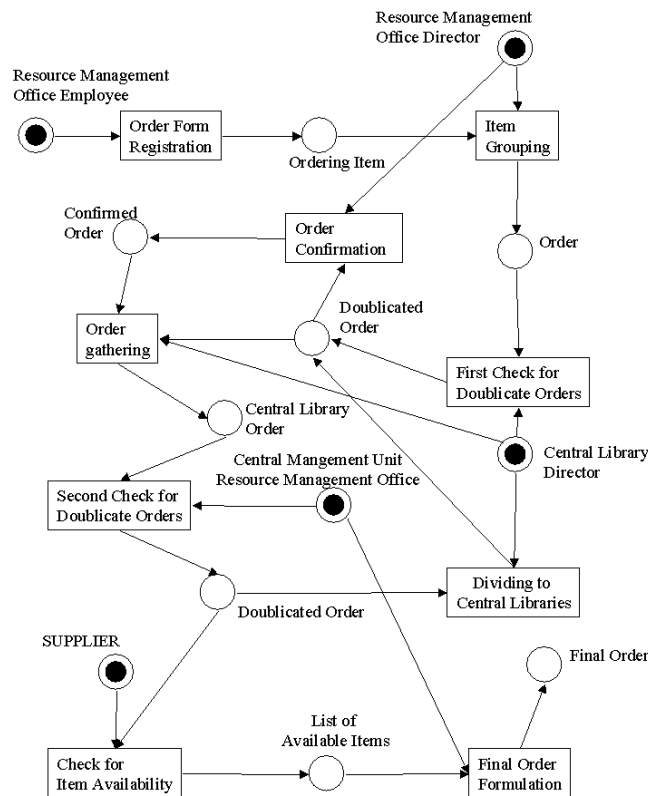 Resource Management
Office Director
Resource Management
Office Employee
Order Form
Registration
Ordering Item
Item
Grouping
Confirmed
Order
Order
Confirmation
Order
Order
gathering
Doublicated
Order
First Check for
Doublicate Orders
Central Library
Order
Central Mangement Unit
Resource Management Office
Central Library
Director
Second Check for
Doublicate Orders
Dividing to
Central Libraries
Doublicated Order
SUPPLIER
Final Order
List of
Available Items
Check for
Item Availability
Final Order
Formulation